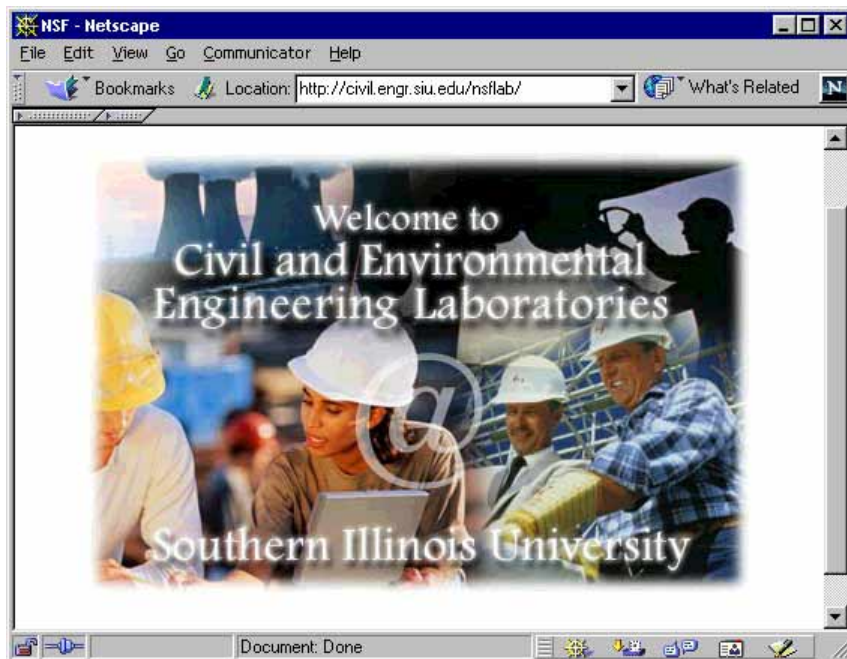 NSF - Netscape
File Edit View Go Communicator Help
Bookmarks Location: http://civil.engr.siu.edu/nsflab/ What's Related N
Welcome to
Civil and Environmental
Engineering Laboratories
@
Southern Illinois University
Document: Done